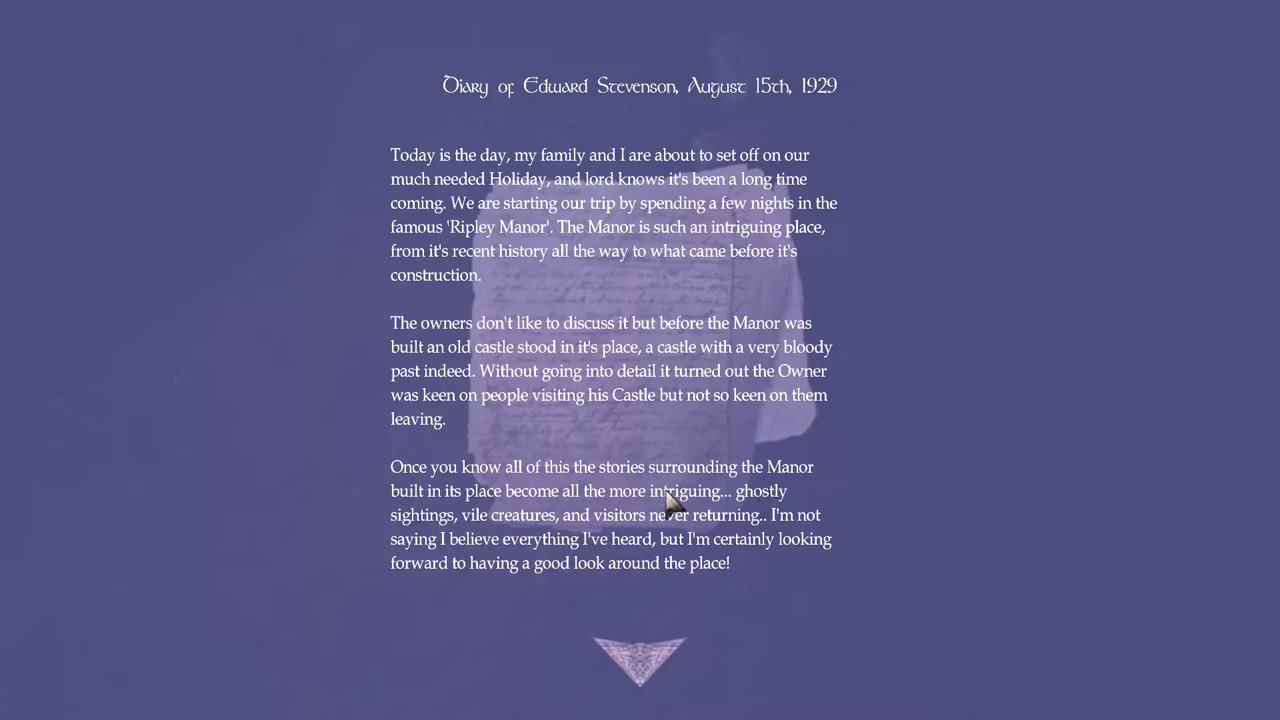 Diary of Edward Stevenson, August 15th, 1929
Today is the day, my family and I are about to set off on our
much needed Holiday, and lord knows it's been a long time
coming. We are starting our trip by spending a few nights in the
famous 'Ripley Manor'. The Manor is such an intriguing place,
from it's recent history all the way to what came before it's
construction.
The owners don't like to discuss it but before the Manor was
built an old castle stood in it's place, a castle with a very bloody
past indeed. Without going into detail it turned out the Owner
was keen on people visiting his Castle but not so keen on them
leaving.
Once you know all of this the stories surrounding the Manor
built in its place become all the more intriguing... ghostly
sightings, vile creatures, and visitors never returning.. I'm not
saying I believe everything I've heard, but I'm certainly looking
forward to having a good look around the place!